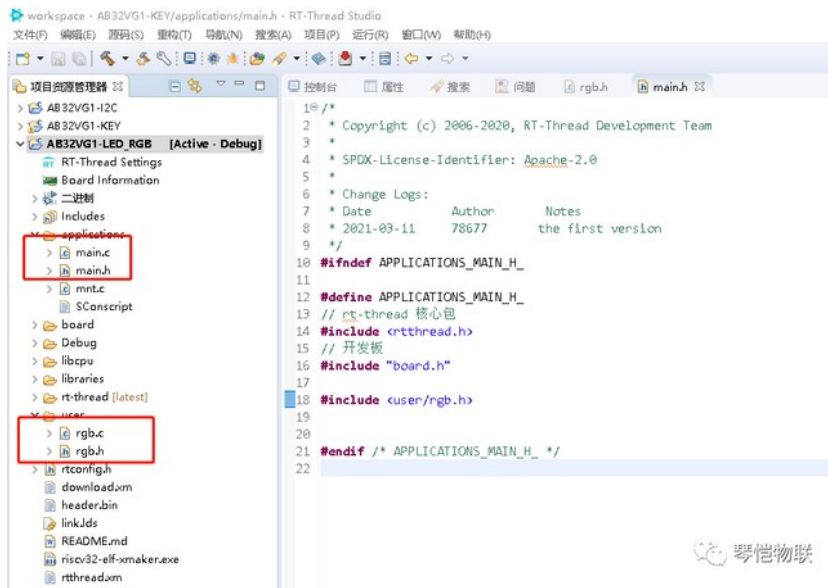 workspace - AB32VG1-KEY/applications/main.h - RT-Thread Studio
文件(F) 编辑(E) 源码(S) 重构(T) 导航(N) 搜索(A) 项目(P) 运行(R) 窗口(W) 帮助(H)
项目资源管理器
控制台 属性 搜索 问题 rgb.h main.h
AB32VG1-I2C
AB32VG1-KEY
AB32VG1-LED_RGB [Active - Debug]
RT-Thread Settings
Board Information
二进制
Includes
applications
main.c
main.h
mnt.c
SConscript
board
Debug
libcpu
libraries
rt-thread [latest]
user
rgb.c
rgb.h
rtconfig.h
download.xm
header.bin
link.lds
README.md
riscv32-elf-xmaker.exe
rtthread.xm
1 /*
2 * Copyright (c) 2006-2020, RT-Thread Development Team
3 *
4 * SPDX-License-Identifier: Apache-2.0
5 *
6 * Change Logs:
7 * Date Author Notes
8 * 2021-03-11 78677 the first version
9 */
10 #ifndef APPLICATIONS_MAIN_H_
11
12 #define APPLICATIONS_MAIN_H_
13 // rt-thread 核心包
14 #include <rtthread.h>
15 // 开发板
16 #include "board.h"
17
18 #include <user/rgb.h>
19
20
21 #endif /* APPLICATIONS_MAIN_H_ */
22
琴恺物联